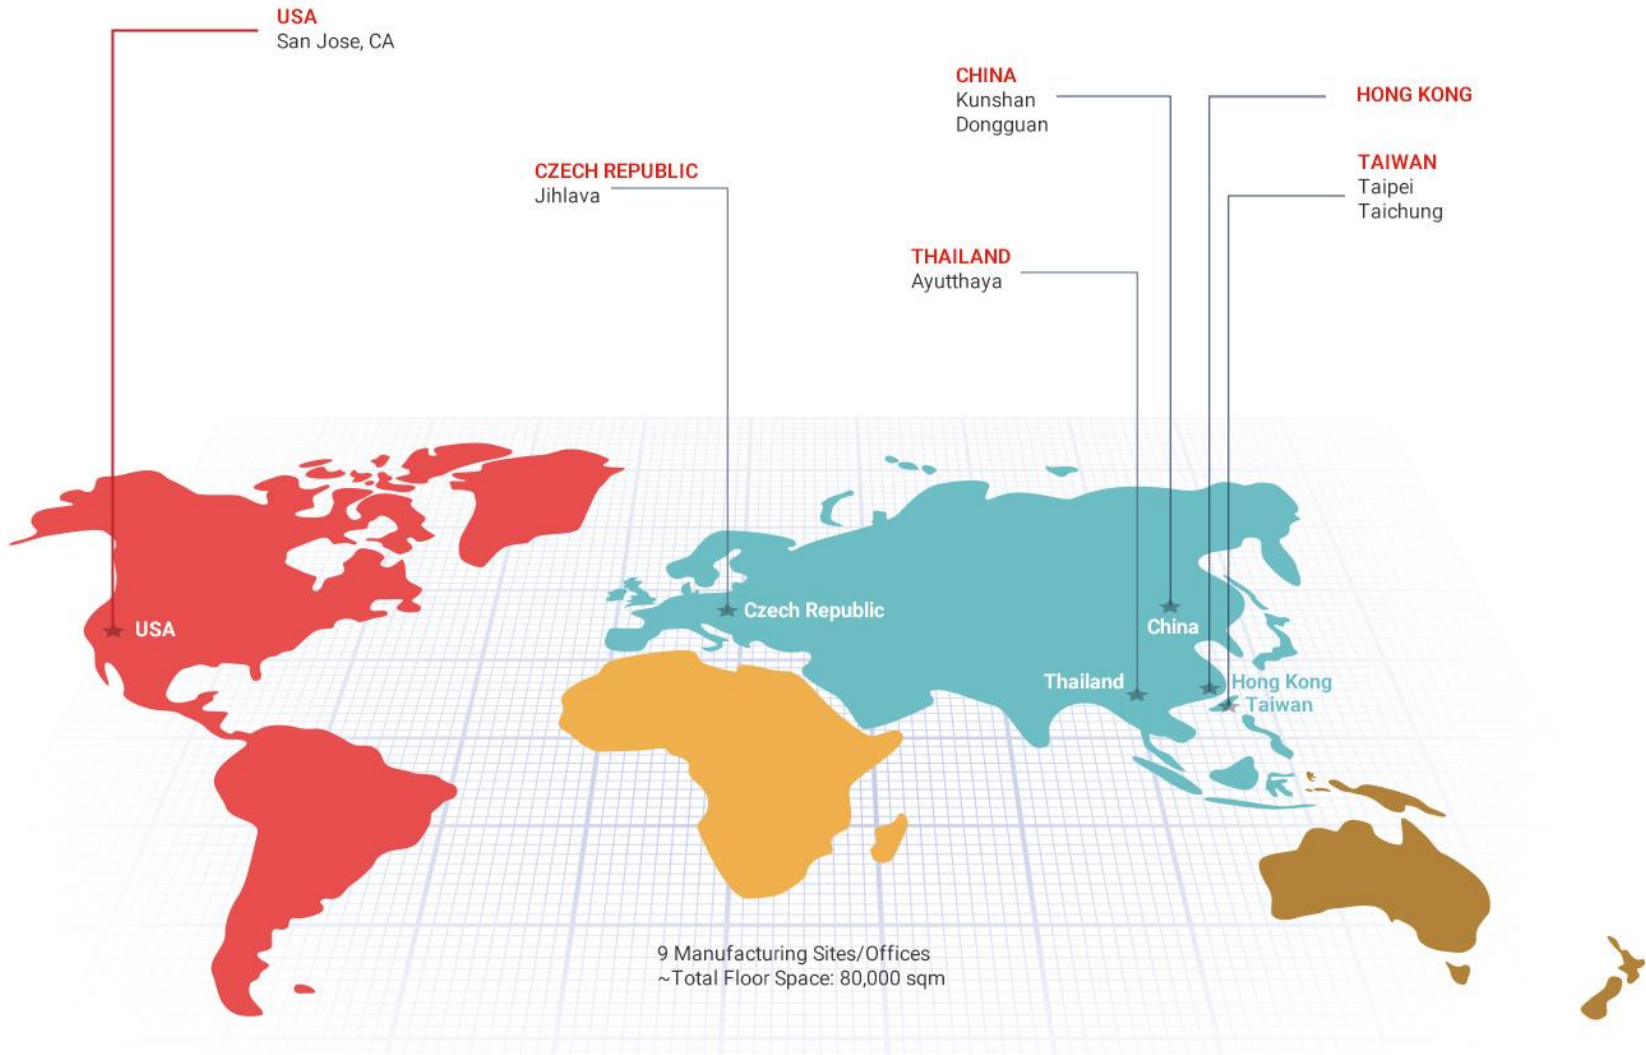 USA
San Jose, CA
CHINA
Kunshan
Dongguan
HONG KONG
TAIWAN
Taipei
Taichung
CZECH REPUBLIC
Jihlava
THAILAND
Ayutthaya
USA
Czech Republic
China
Thailand
Hong Kong
Taiwan
9 Manufacturing Sites/Offices
~Total Floor Space: 80,000 sqm